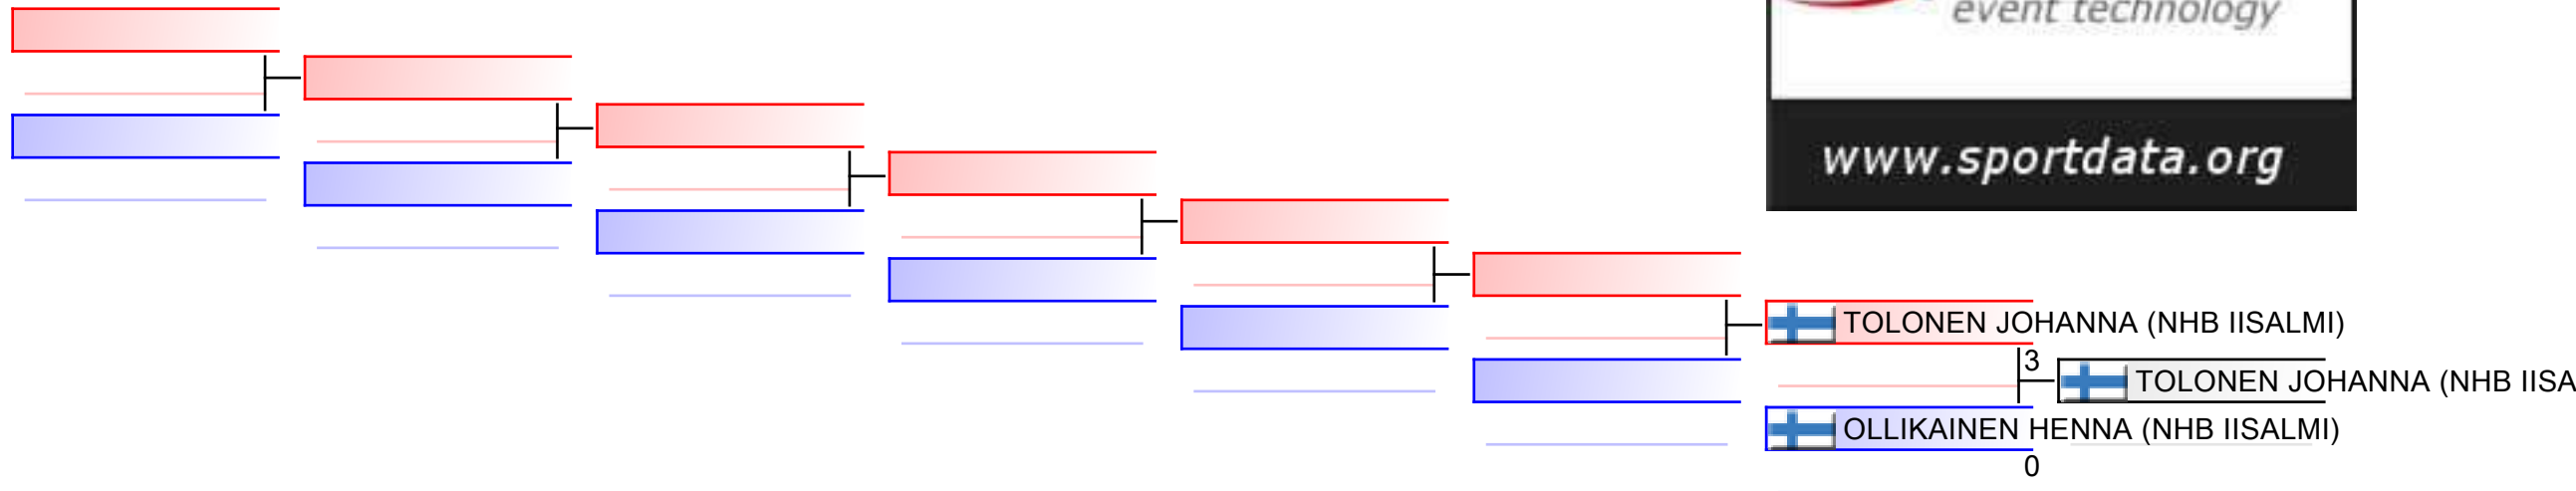 event technology
www.sportdata.org
TOLONEN JOHANNA (NHB IISALMI)
3
TOLONEN JOHANNA (NHB IISA
OLLIKAINEN HENNA (NHB IISALMI)
0